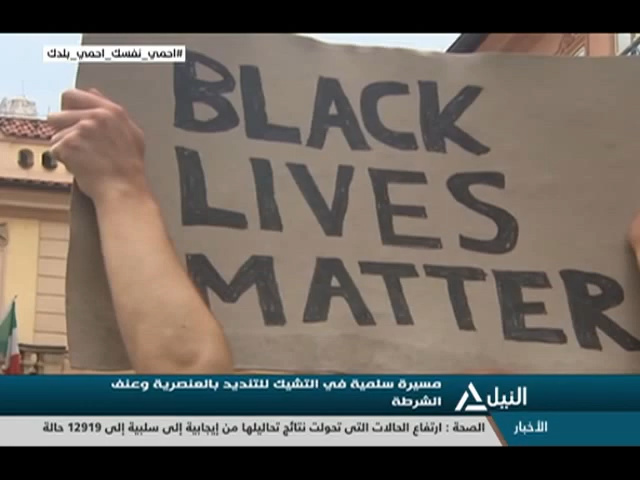 #احمي_نفسك_احمي_بلدك
BLACK
LIVES
MATTER
مسيرة سلمية في التشيك للتنديد بالعنصرية وعنف
الشرطة
النيل
الأخبار
الصحة : ارتفاع الحالات التى تحولت نتائج تحاليلها من إيجابية إلى سلبية إلى 12919 حالة